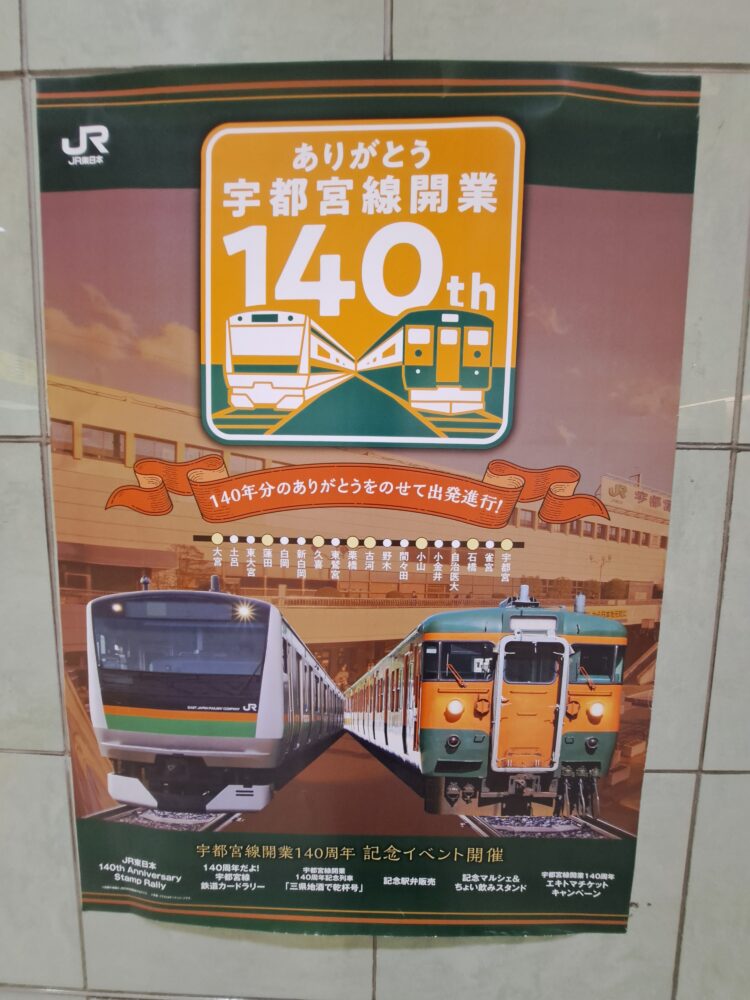 JR
JR東日本
ありがとう
宇都宮線開業
140th
140年分のありがとうをのせて出発進行!
JR 宇都宮
大宮
土呂
東大宮
蓮田
白岡
新白岡
久喜
東鷲宮
栗橋
古河
野木
間々田
小山
小金井
自治医大
石橋
雀宮
宇都宮
EAST JAPAN RAILWAY COMPANY
JR
宇都宮線開業140周年 記念イベント開催
JR東日本
140th Anniversary
Stamp Rally
140周年だよ!
宇都宮線
鉄道カードラリー
宇都宮線開業
140周年記念列車
「三県地酒で乾杯号」
記念駅弁販売
記念マルシェ&
ちょい飲みスタンド
宇都宮線開業140周年
エキトマチケット
キャンペーン